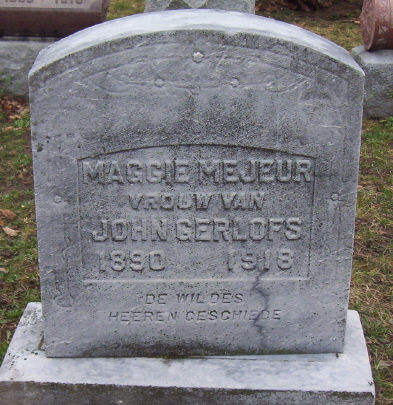 MAGGIE MEJEUR
VROUW VAN
JOHN GERLOFS
1890 1918
DE WIL DES
HEEREN GESCHIEDE